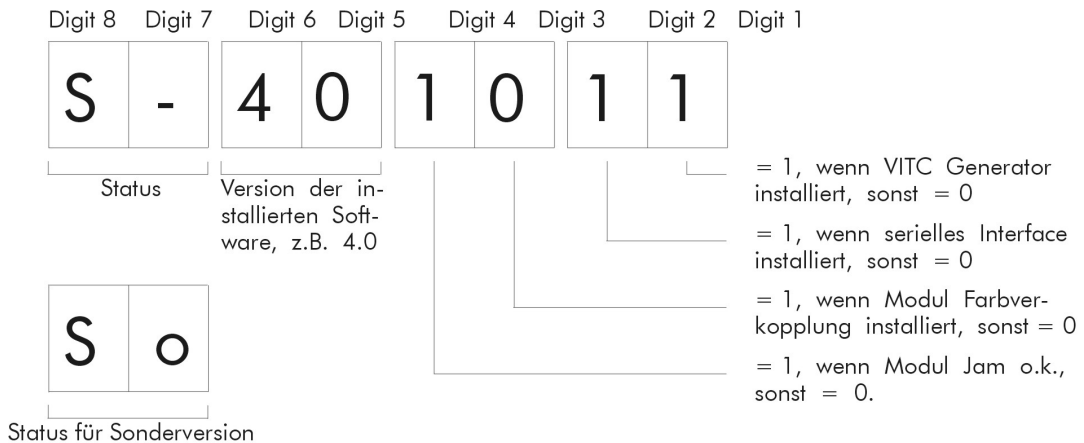 Digit 8 Digit 7 Digit 6 Digit 5 Digit 4 Digit 3 Digit 2 Digit 1
S - 4 0 1 0 1 1
Status
Version der in-
stallierten Soft-
ware, z.B. 4.0
= 1, wenn VITC Generator
installiert, sonst = 0
= 1, wenn serielles Interface
installiert, sonst = 0
= 1, wenn Modul Farbver-
kopplung installiert, sonst = 0
= 1, wenn Modul Jam o.k.,
sonst = 0.
S o
Status für Sonderversion